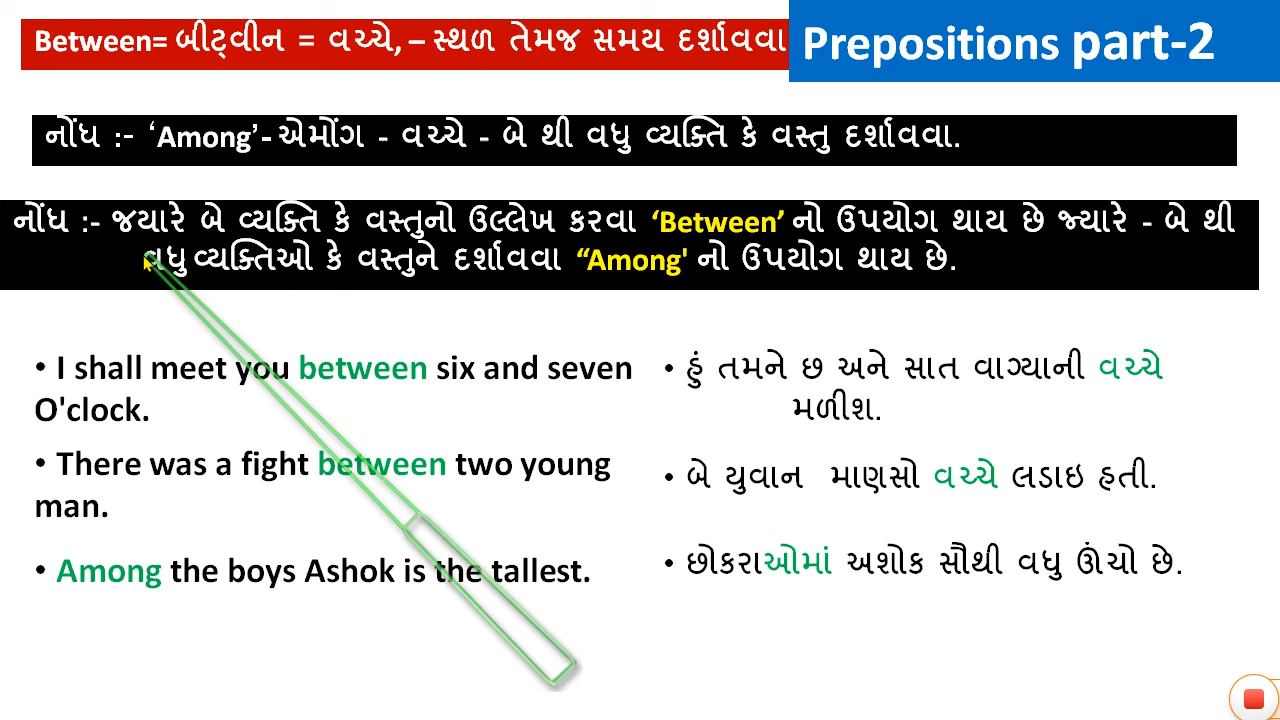 Between= બીટ્વીન = વચ્ચે, – સ્થળ તેમજ સમય દર્શાવવા
Prepositions part-2
નોંધ :- ‘Among’- એમોંગ - વચ્ચે - બે થી વધુ વ્યક્તિ કે વસ્તુ દર્શાવવા.
નોંધ :- જયારે બે વ્યક્તિ કે વસ્તુનો ઉલ્લેખ કરવા ‘Between’ નો ઉપયોગ થાય છે જ્યારે - બે થી
વધુ વ્યક્તિઓ કે વસ્તુને દર્શાવવા “Among' નો ઉપયોગ થાય છે.
• I shall meet you between six and seven
O'clock.
• There was a fight between two young
man.
• Among the boys Ashok is the tallest.
• હું તમને છ અને સાત વાગ્યાની વચ્ચે
મળીશ.
• બે યુવાન માણસો વચ્ચે લડાઇ હતી.
• છોકરાઓમાં અશોક સૌથી વધુ ઊંચો છે.